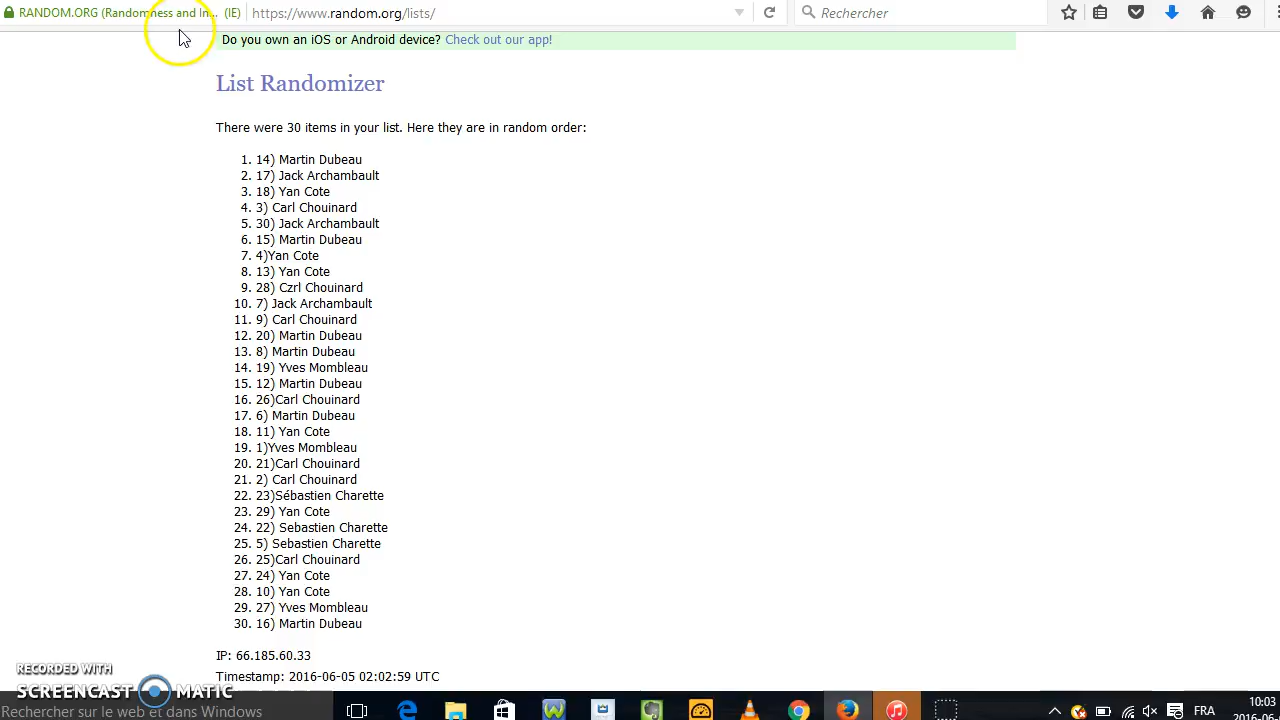 RANDOM.ORG (Randomness and In... (IE) https://www.random.org/lists/ Rechercher
Do you own an iOS or Android device? Check out our app!
List Randomizer
There were 30 items in your list. Here they are in random order:
1. 14) Martin Dubeau
2. 17) Jack Archambault
3. 18) Yan Cote
4. 3) Carl Chouinard
5. 30) Jack Archambault
6. 15) Martin Dubeau
7. 4)Yan Cote
8. 13) Yan Cote
9. 28) Czrl Chouinard
10. 7) Jack Archambault
11. 9) Carl Chouinard
12. 20) Martin Dubeau
13. 8) Martin Dubeau
14. 19) Yves Mombleau
15. 12) Martin Dubeau
16. 26)Carl Chouinard
17. 6) Martin Dubeau
18. 11) Yan Cote
19. 1)Yves Mombleau
20. 21)Carl Chouinard
21. 2) Carl Chouinard
22. 23)Sébastien Charette
23. 29) Yan Cote
24. 22) Sebastien Charette
25. 5) Sebastien Charette
26. 25)Carl Chouinard
27. 24) Yan Cote
28. 10) Yan Cote
29. 27) Yves Mombleau
30. 16) Martin Dubeau
IP: 66.185.60.33
Timestamp: 2016-06-05 02:02:59 UTC
RECORDED WITH
SCREENCAST MATIC
Rechercher sur le web et dans Windows
FRA
10:03
2016-06-